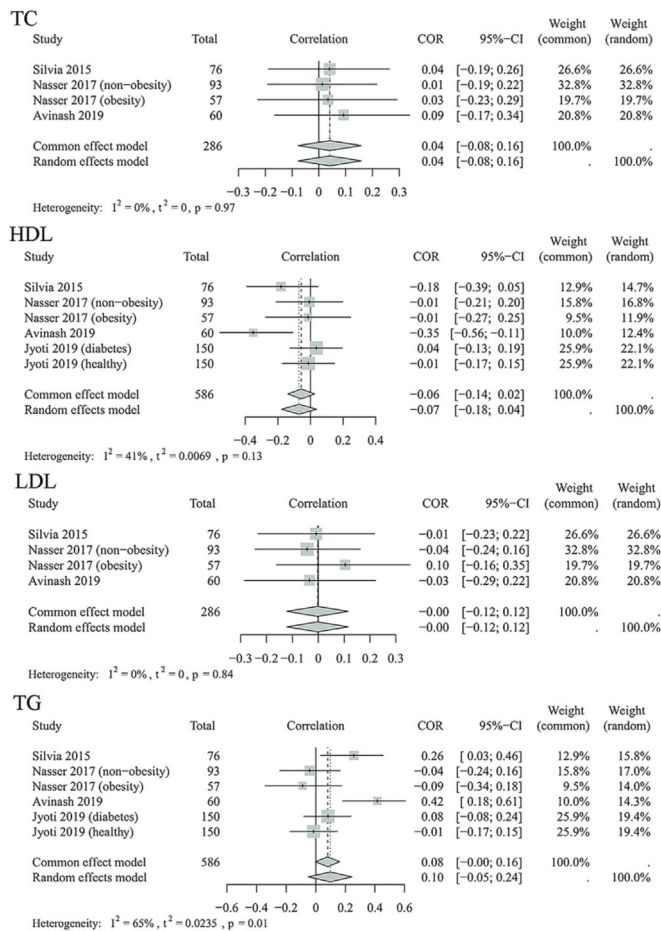 TC
Weight Weight
Study Total Correlation COR 95%−CI (common) (random)
Silvia 2015 76 0.04 [−0.19; 0.26] 26.6% 26.6%
Nasser 2017 (non−obesity) 93 0.01 [−0.19; 0.22] 32.8% 32.8%
Nasser 2017 (obesity) 57 0.03 [−0.23; 0.29] 19.7% 19.7%
Avinash 2019 60 0.09 [−0.17; 0.34] 20.8% 20.8%
Common effect model 286 0.04 [−0.08; 0.16] 100.0% .
Random effects model 0.04 [−0.08; 0.16] . 100.0%
−0.3 −0.2 −0.1 0 0.1 0.2 0.3
Heterogeneity: I² = 0%, t² = 0, p = 0.97
HDL
Weight Weight
Study Total Correlation COR 95%−CI (common) (random)
Silvia 2015 76 −0.18 [−0.39; 0.05] 12.9% 14.7%
Nasser 2017 (non−obesity) 93 −0.01 [−0.21; 0.20] 15.8% 16.8%
Nasser 2017 (obesity) 57 −0.01 [−0.27; 0.25] 9.5% 11.9%
Avinash 2019 60 −0.35 [−0.56; −0.11] 10.0% 12.4%
Jyoti 2019 (diabetes) 150 0.04 [−0.13; 0.19] 25.9% 22.1%
Jyoti 2019 (healthy) 150 −0.01 [−0.17; 0.15] 25.9% 22.1%
Common effect model 586 −0.06 [−0.14; 0.02] 100.0% .
Random effects model −0.07 [−0.18; 0.04] . 100.0%
−0.4 −0.2 0 0.2 0.4
Heterogeneity: I² = 41%, t² = 0.0069, p = 0.13
LDL
Weight Weight
Study Total Correlation COR 95%−CI (common) (random)
Silvia 2015 76 −0.01 [−0.23; 0.22] 26.6% 26.6%
Nasser 2017 (non−obesity) 93 −0.04 [−0.24; 0.16] 32.8% 32.8%
Nasser 2017 (obesity) 57 0.10 [−0.16; 0.35] 19.7% 19.7%
Avinash 2019 60 −0.03 [−0.29; 0.22] 20.8% 20.8%
Common effect model 286 −0.00 [−0.12; 0.12] 100.0% .
Random effects model −0.00 [−0.12; 0.12] . 100.0%
−0.3 −0.2 −0.1 0 0.1 0.2 0.3
Heterogeneity: I² = 0%, t² = 0, p = 0.84
TG
Weight Weight
Study Total Correlation COR 95%−CI (common) (random)
Silvia 2015 76 0.26 [ 0.03; 0.46] 12.9% 15.8%
Nasser 2017 (non−obesity) 93 −0.04 [−0.24; 0.16] 15.8% 17.0%
Nasser 2017 (obesity) 57 −0.09 [−0.34; 0.18] 9.5% 14.0%
Avinash 2019 60 0.42 [ 0.18; 0.61] 10.0% 14.3%
Jyoti 2019 (diabetes) 150 0.08 [−0.08; 0.24] 25.9% 19.4%
Jyoti 2019 (healthy) 150 −0.01 [−0.17; 0.15] 25.9% 19.4%
Common effect model 586 0.08 [−0.00; 0.16] 100.0% .
Random effects model 0.10 [−0.05; 0.24] . 100.0%
−0.6 −0.4 −0.2 0 0.2 0.4 0.6
Heterogeneity: I² = 65%, t² = 0.0235, p = 0.01